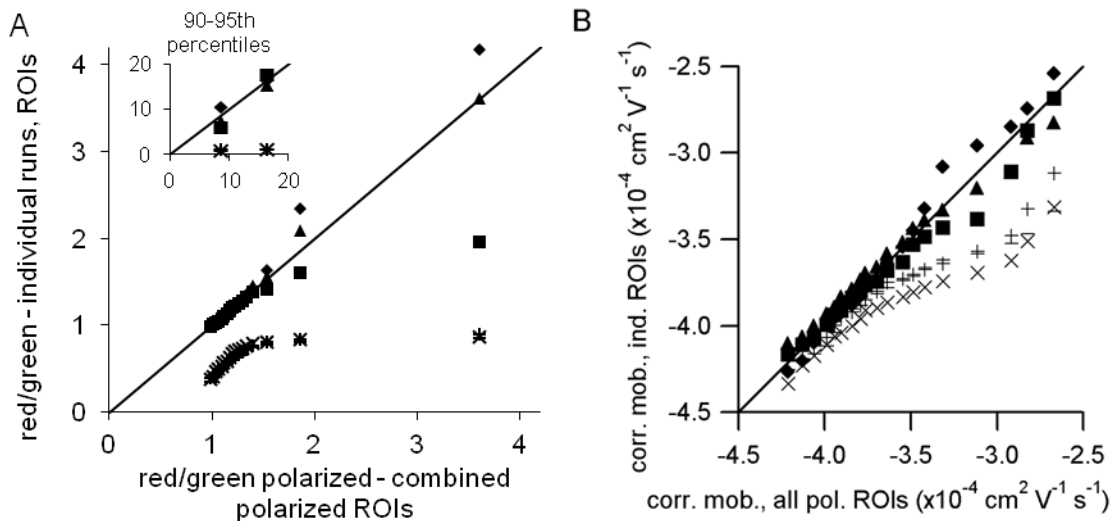 A
90-95th
percentiles
20
10
0
0
10
20
4
3
2
1
0
0
1
2
3
4
red/green - individual runs, ROIs
red/green polarized - combined
polarized ROIs
B
-2.5
-3.0
-3.5
-4.0
-4.5
-4.5
-4.0
-3.5
-3.0
-2.5
corr. mob., ind. ROIs (x10⁻⁴ cm² V⁻¹ s⁻¹)
corr. mob., all pol. ROIs (x10⁻⁴ cm² V⁻¹ s⁻¹)